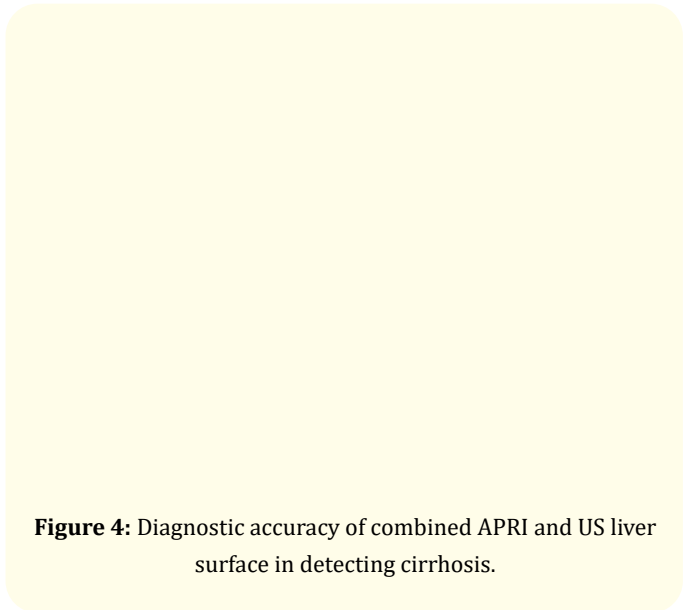 Figure 4: Diagnostic accuracy of combined APRI and US liver
surface in detecting cirrhosis.